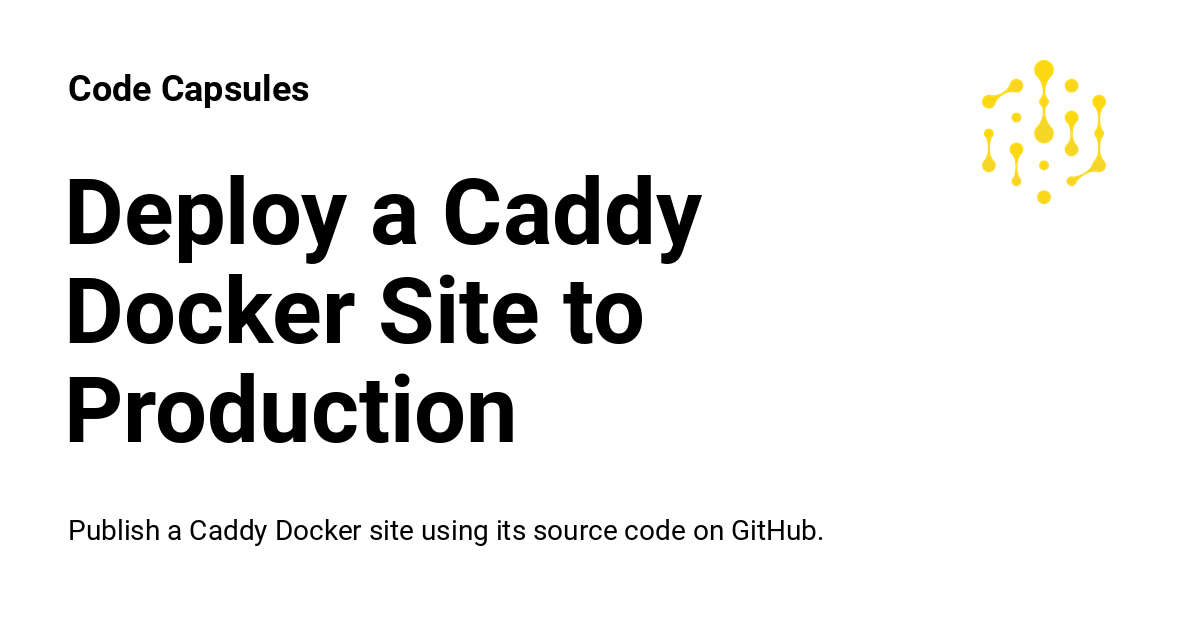 Code Capsules
Deploy a Caddy
Docker Site to
Production
Publish a Caddy Docker site using its source code on GitHub.